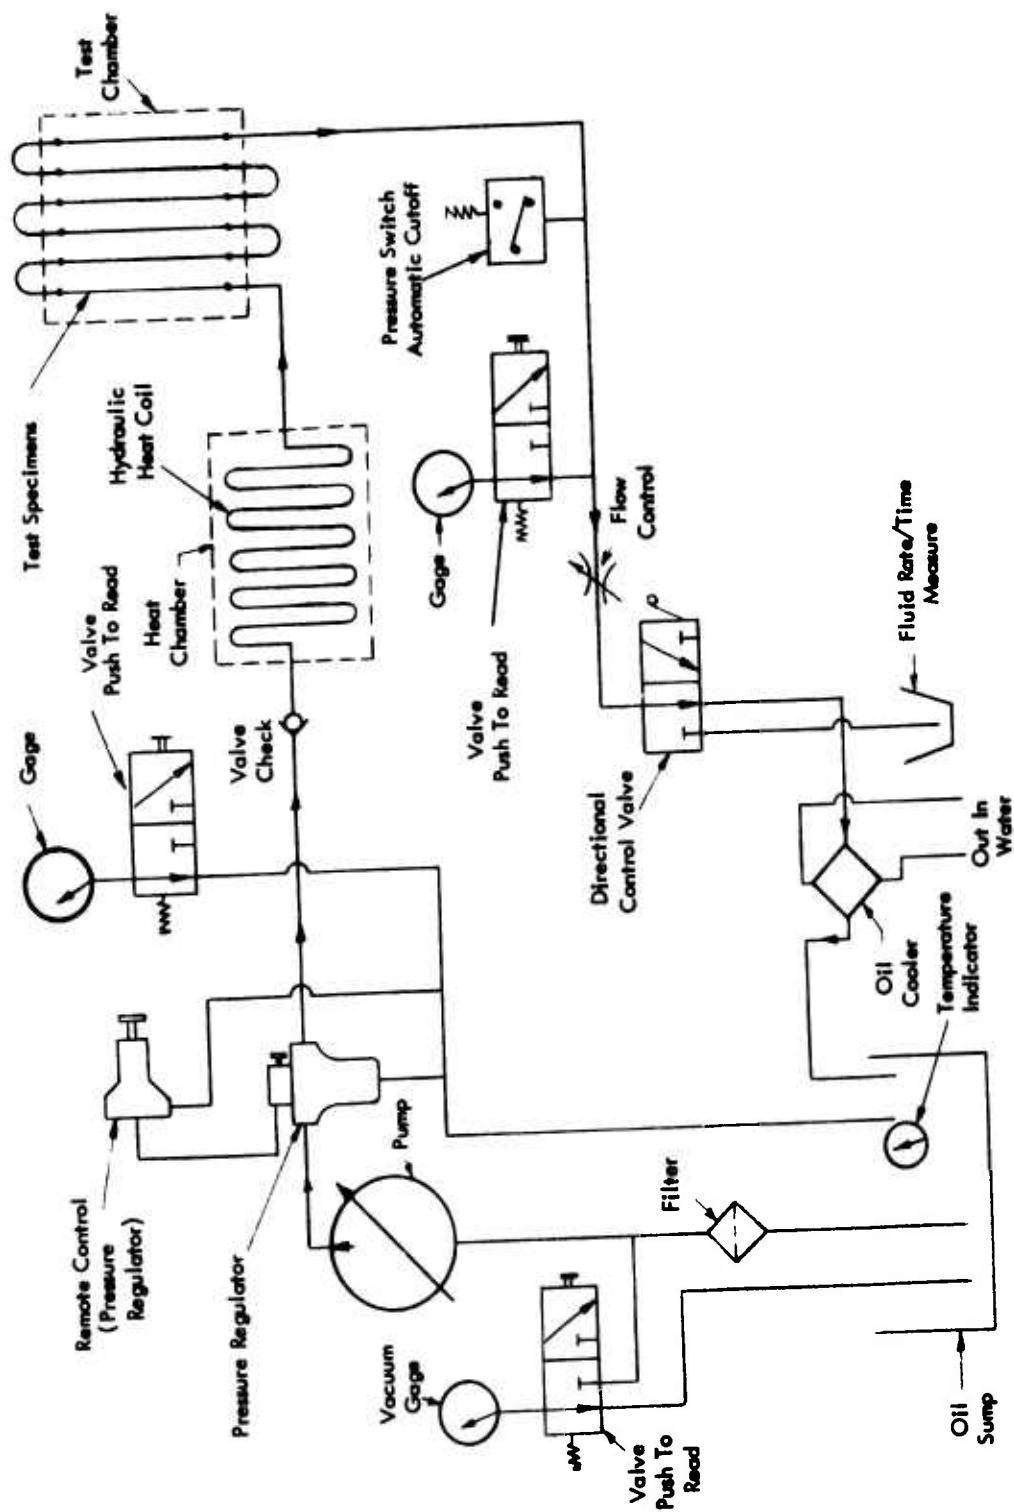 Test
Chamber
Test Specimens
Hydraulic
Heat Coil
Heat
Chamber
Valve
Push To Read
Gage
Valve
Check
Remote Control
(Pressure
Regulator)
Pressure Regulator
Pump
Vacuum
Gage
Valve
Push To
Read
Filter
Oil
Sump
Temperature
Indicator
Oil
Cooler
Out In
Water
Directional
Control Valve
Fluid Rate/Time
Measure
Flow
Control
Valve
Push To Read
Gage
Pressure Switch
Automatic Cutoff